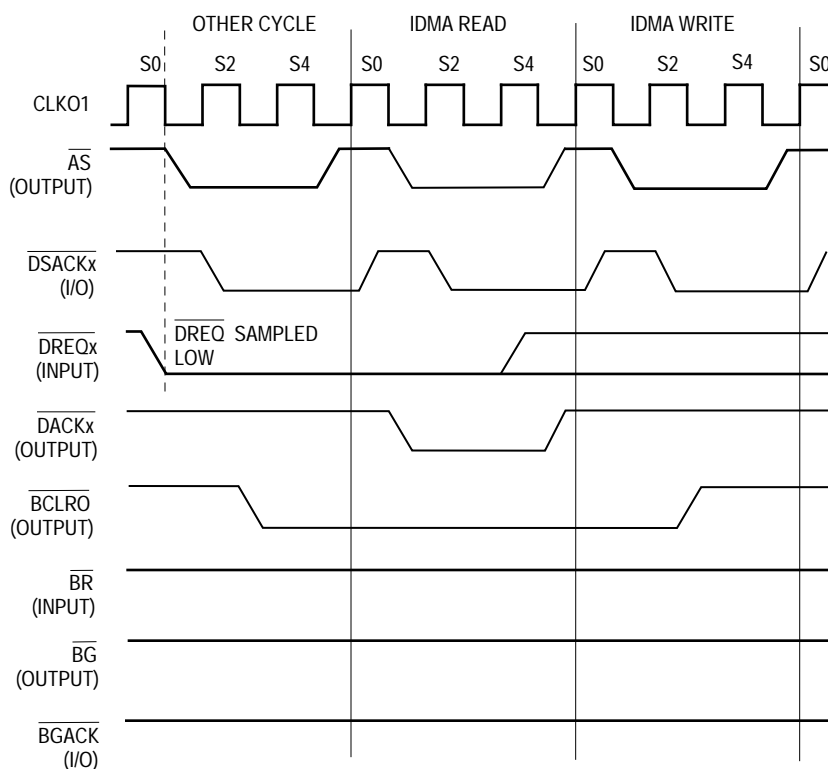 OTHER CYCLE IDMA READ IDMA WRITE
S0 S2 S4 S0 S2 S4 S0 S2 S4 S0
CLKO1
AS
(OUTPUT)
DSACKx
(I/O)
DREQx
(INPUT)
DREQ SAMPLED
LOW
DACKx
(OUTPUT)
BCLRO
(OUTPUT)
BR
(INPUT)
BG
(OUTPUT)
BGACK
(I/O)